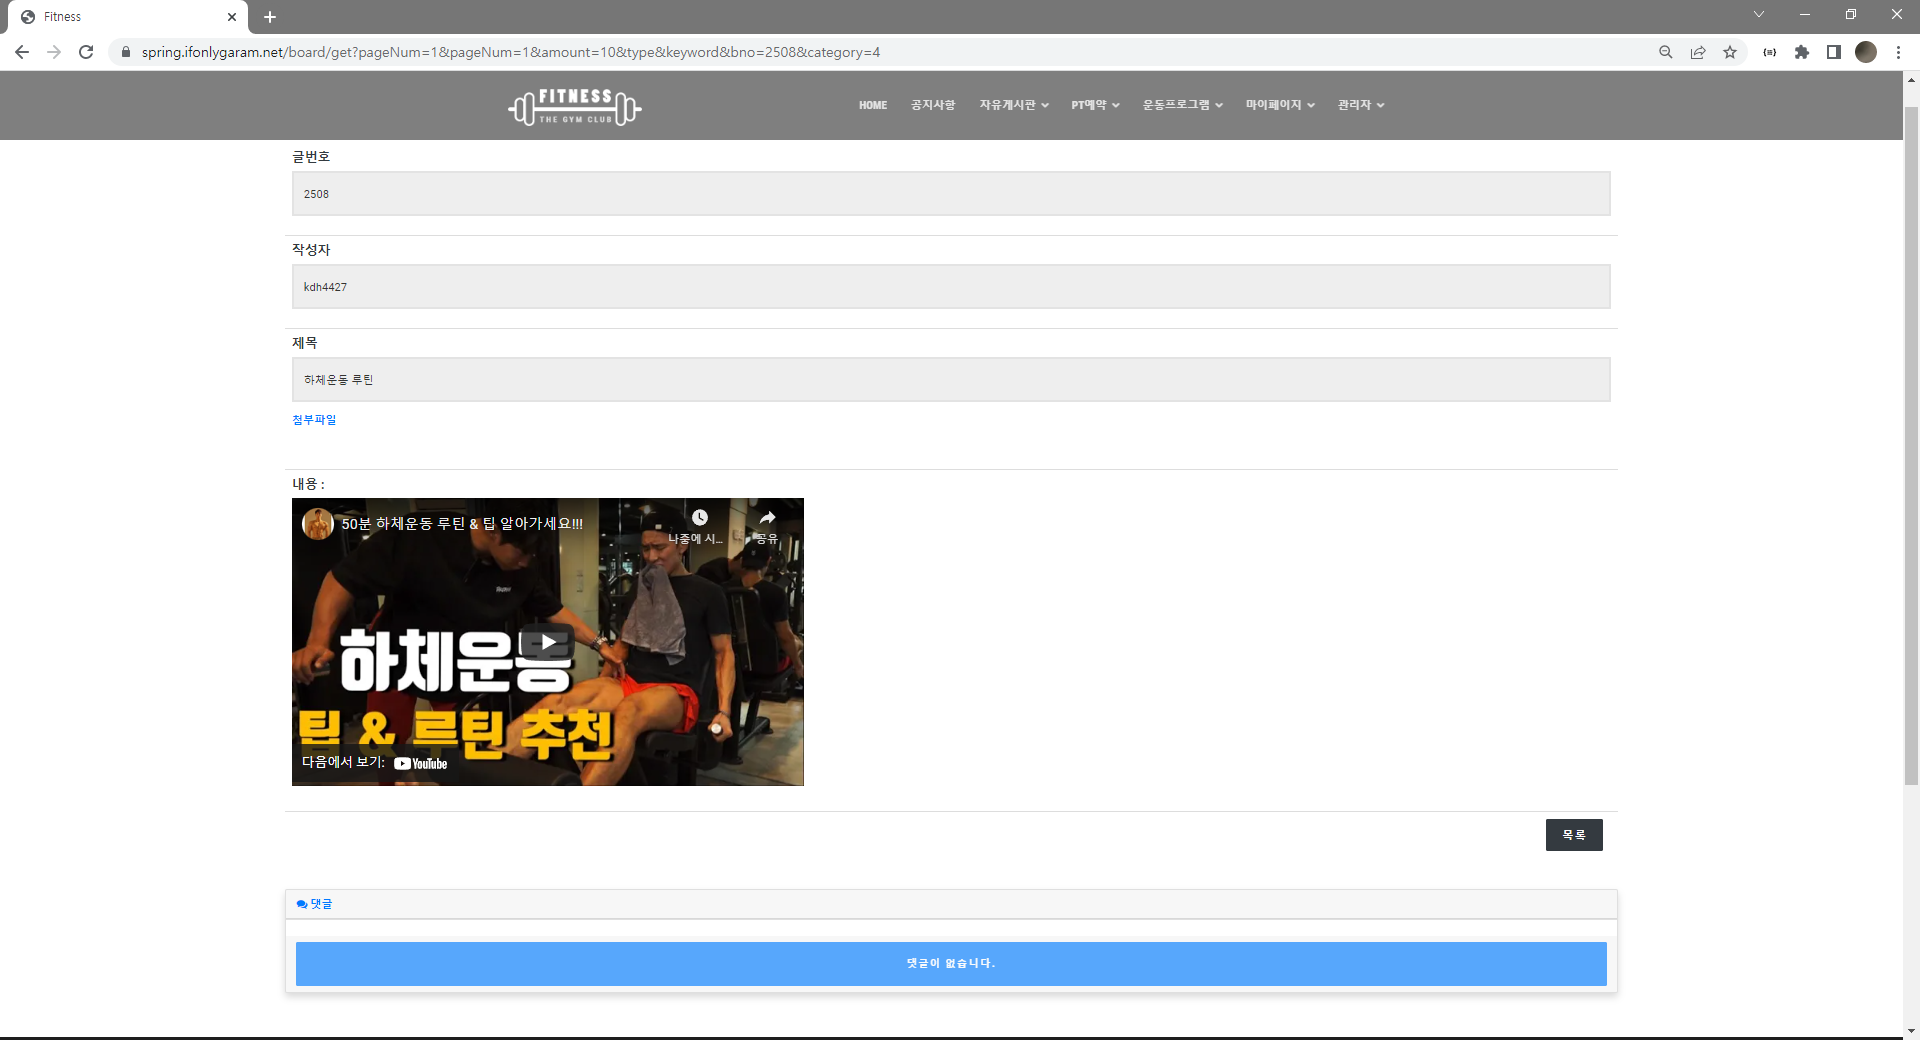 Fitness
spring.ifonlygaram.net/board/get?pageNum=1&pageNum=1&amount=10&type&keyword&bno=2508&category=4
FITNESS
THE GYM CLUB
HOME 공지사항 자유게시판 PT예약 운동프로그램 마이페이지 관리자
글번호
2508
작성자
kdh4427
제목
하체운동 루틴
첨부파일
내용 :
50분 하체운동 루틴 & 팁 알아가세요!!!
나중에 시... 공유
하체운동
팁 & 루틴 추천
다음에서 보기: YouTube
목록
댓글
댓글이 없습니다.